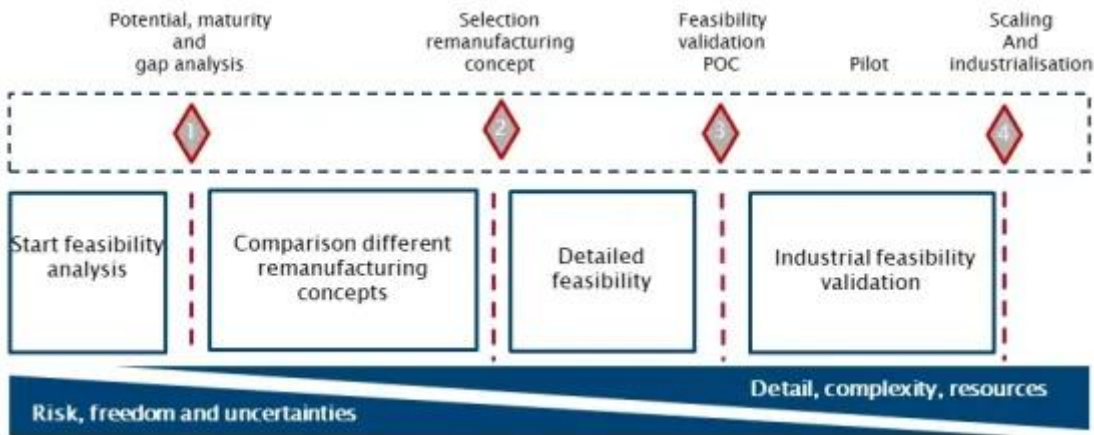 Potential, maturity
and
gap analysis
Selection
remanufacturing
concept
Feasibility
validation
POC
Pilot
Scaling
And
industrialisation
1
2
3
4
Start feasibility
analysis
Comparison different
remanufacturing
concepts
Detailed
feasibility
Industrial feasibility
validation
Detail, complexity, resources
Risk, freedom and uncertainties